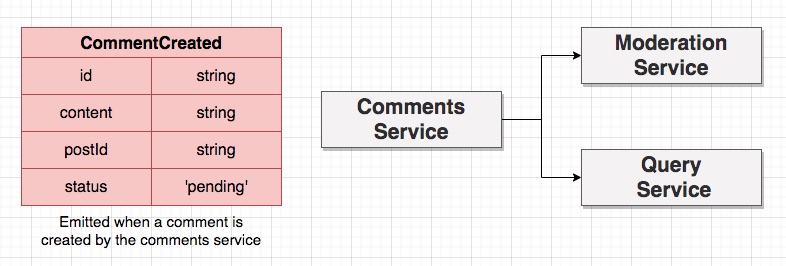 CommentCreated
id string
content string
postId string
status 'pending'
Emitted when a comment is
created by the comments service
Comments
Service
Moderation
Service
Query
Service